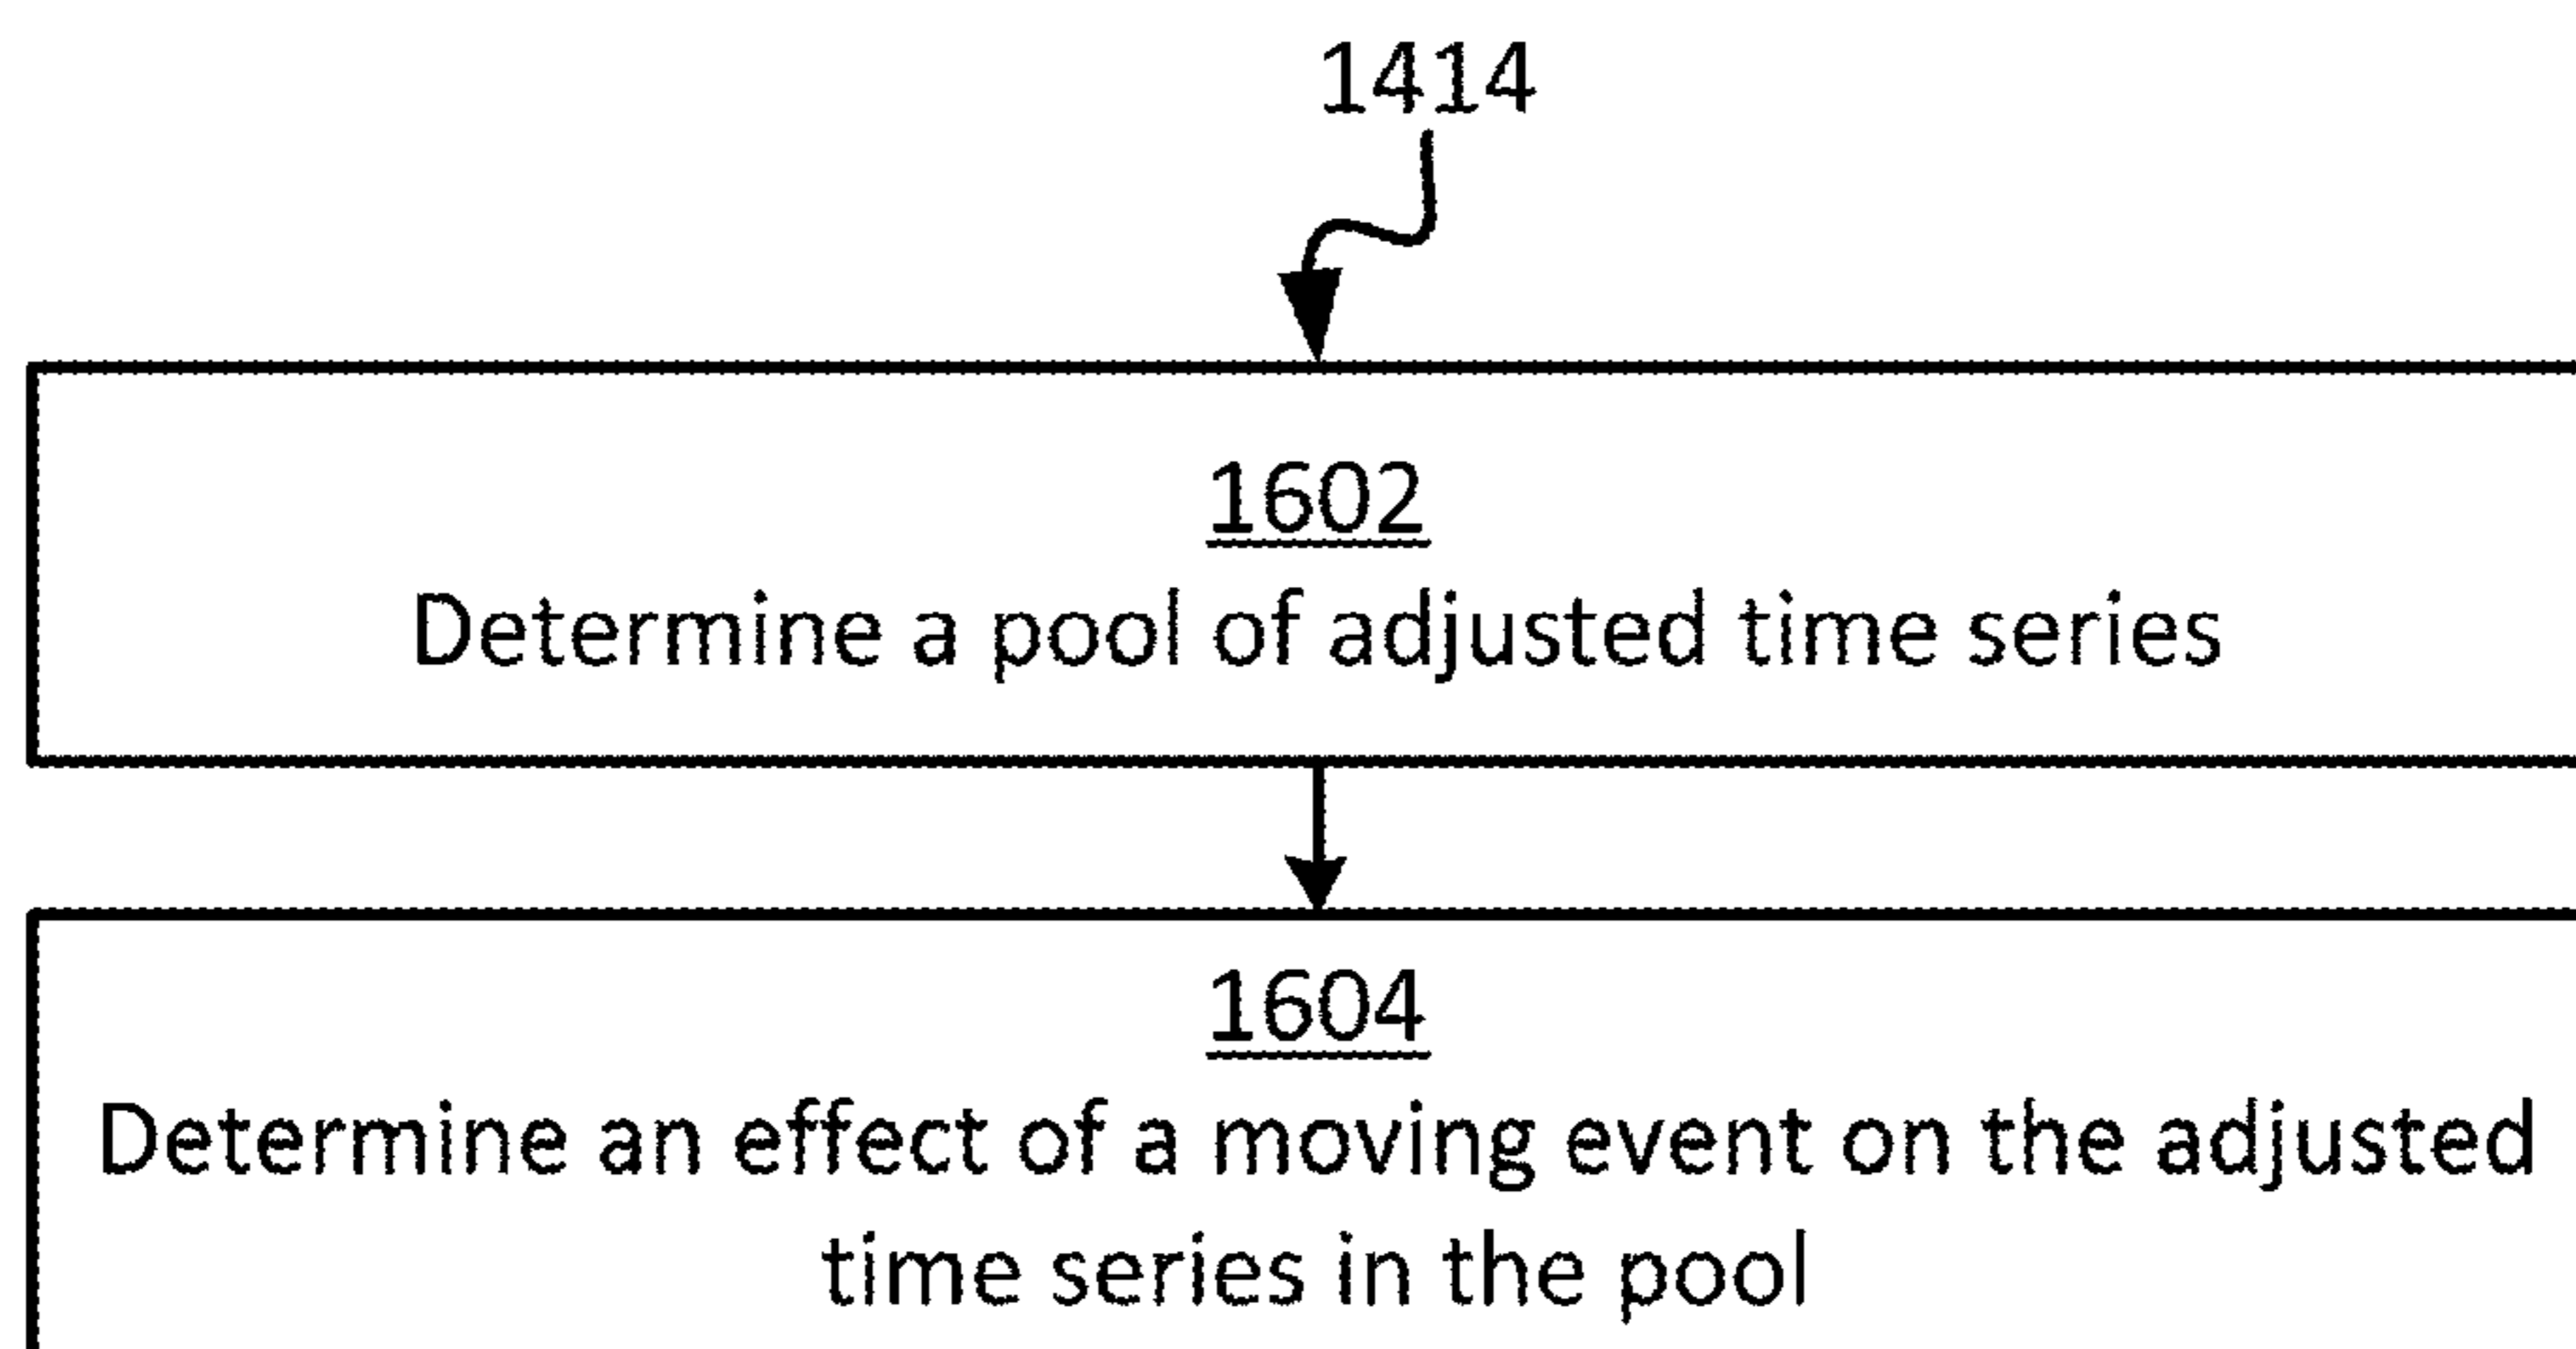 1414
1602
Determine a pool of adjusted time series
1604
Determine an effect of a moving event on the adjusted
time series in the pool